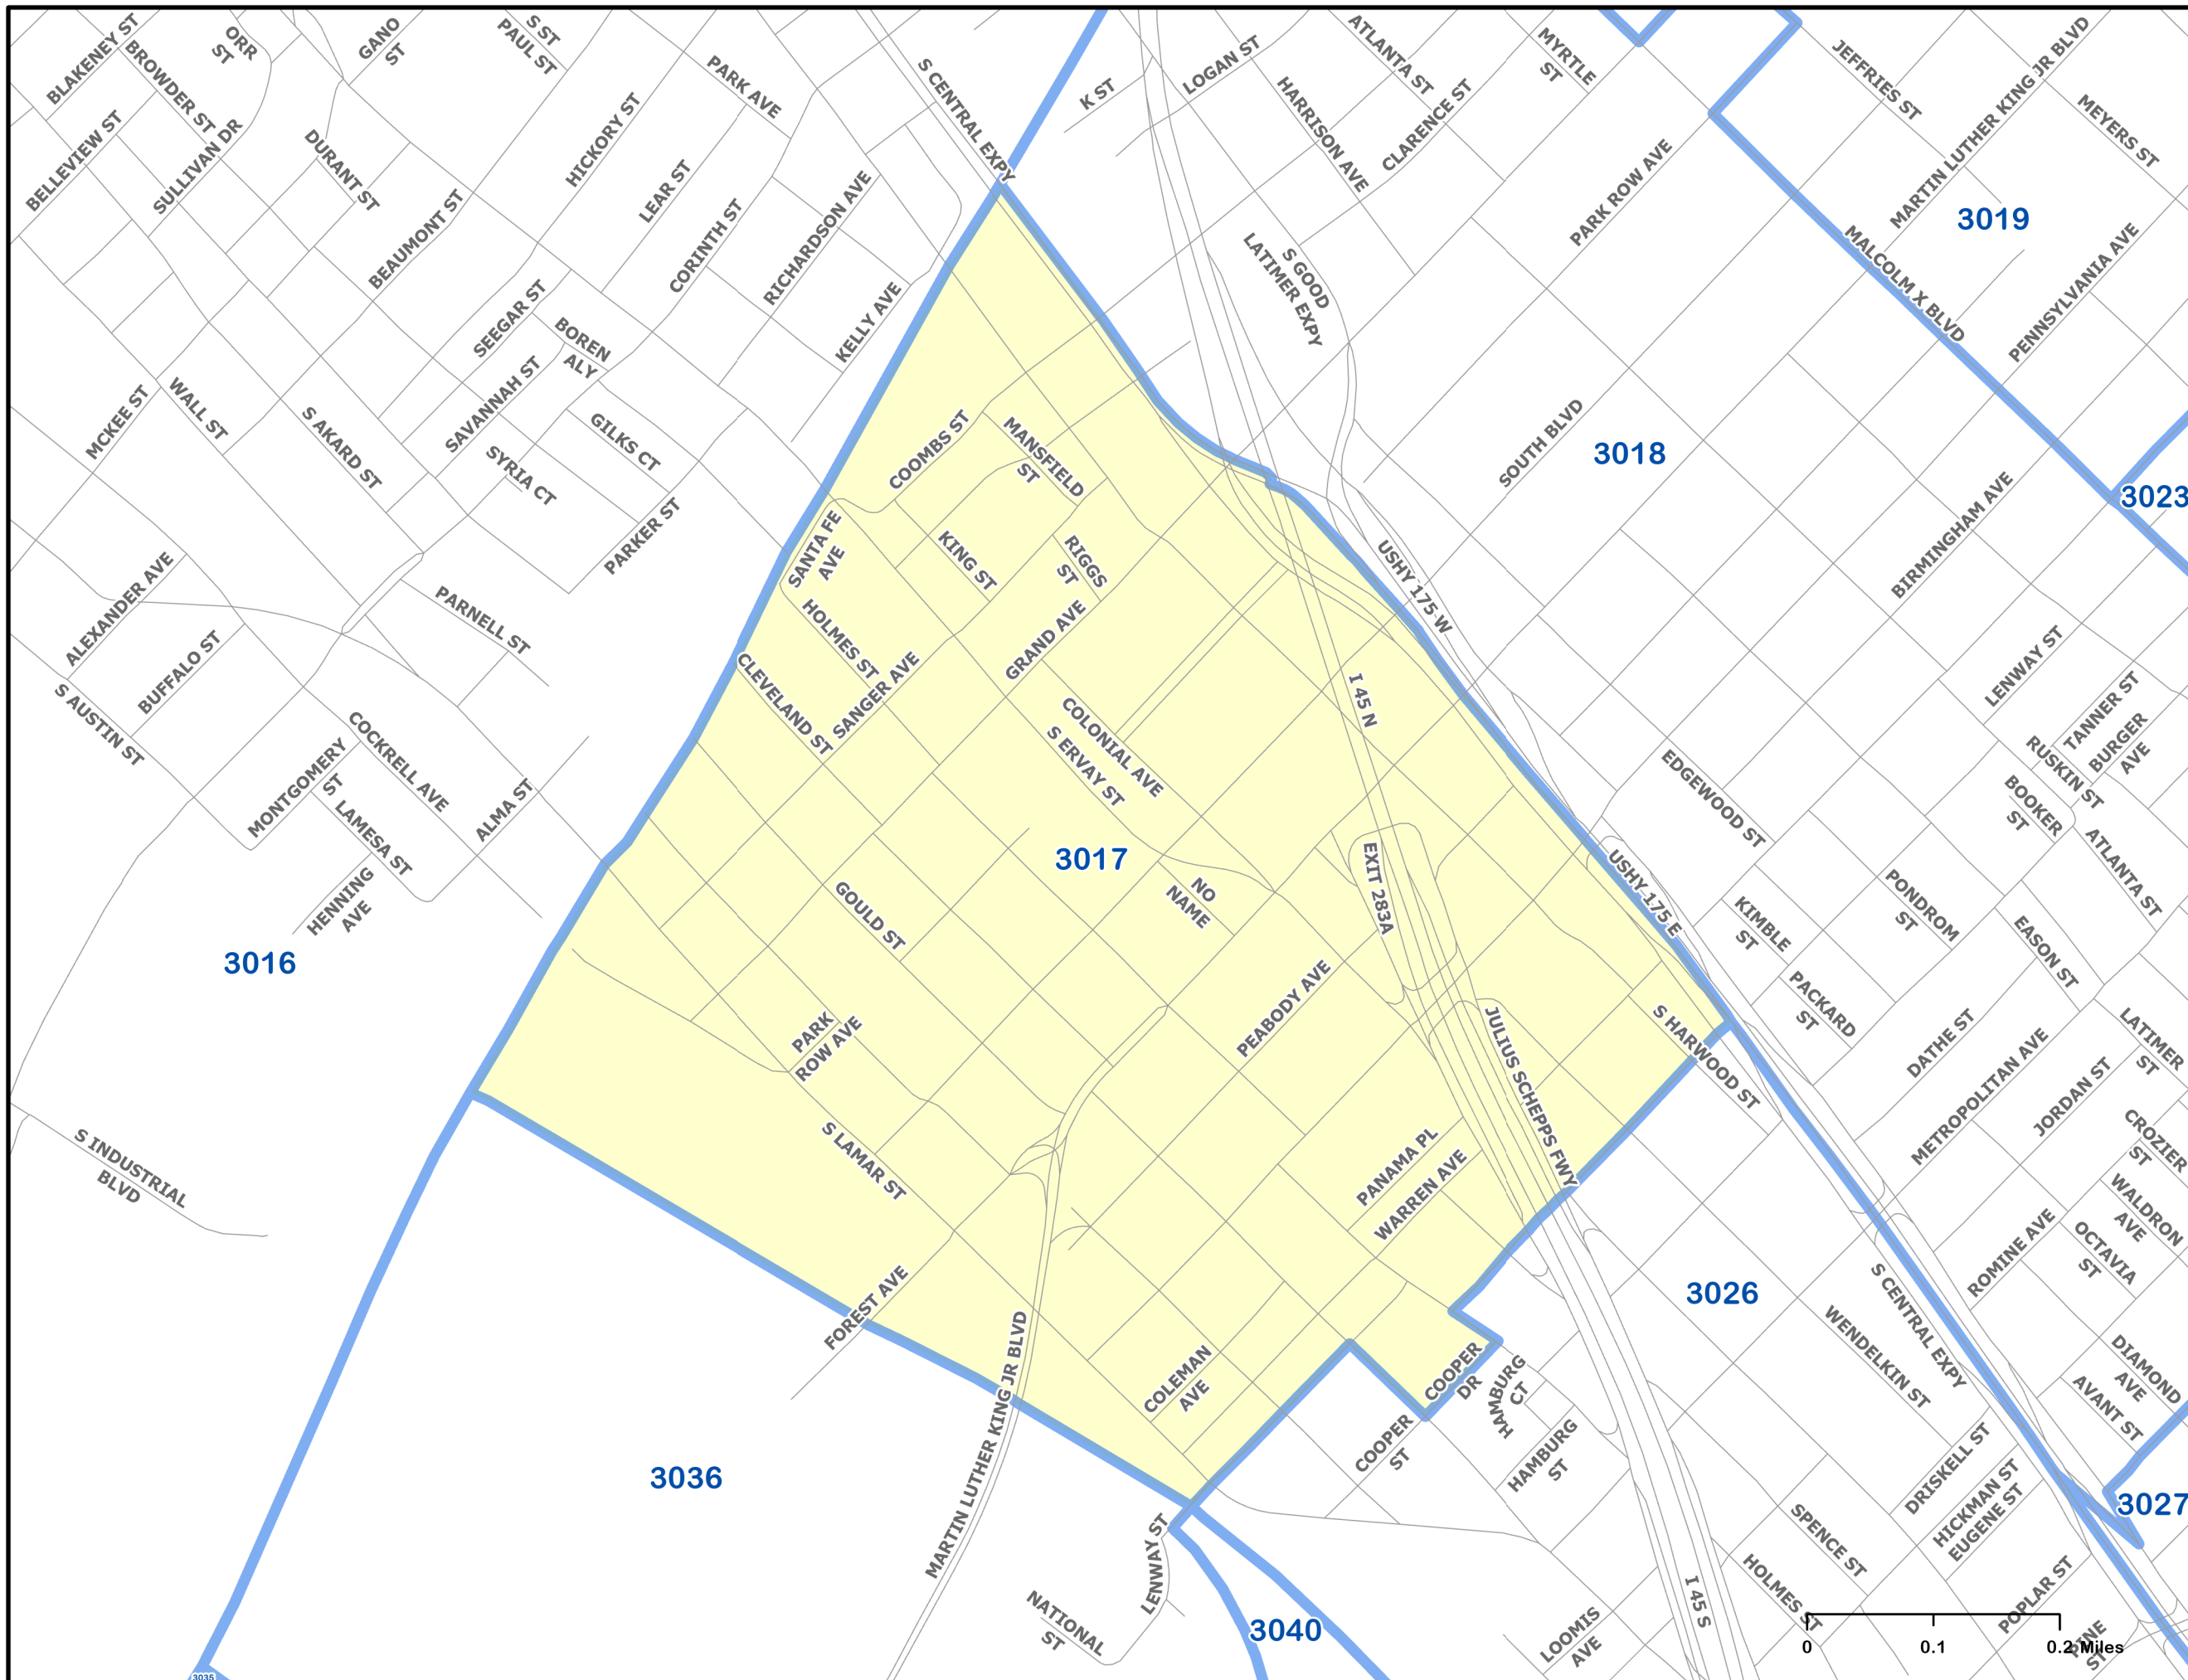 BLAKENEY ST
BROWDER ST
ORR
ST
GANO
ST
S ST
PAUL ST
PARK AVE
S CENTRAL EXPY
K ST
LOGAN ST
ATLANTA ST
MYRTLE
ST
JEFFRIES ST
MARTIN LUTHER KING JR BLVD
MEYERS ST
BELLEVIEW ST
SULLIVAN DR
DURANT ST
HICKORY ST
LEAR ST
BEAUMONT ST
CORINTH ST
RICHARDSON AVE
HARRISON AVE
CLARENCE ST
PARK ROW AVE
3019
MALCOLM X BLVD
PENNSYLVANIA AVE
S GOOD
LATIMER EXPY
KELLY AVE
SEEGAR ST
BOREN
ALY
SAVANNAH ST
MCKEE ST
WALL ST
S AKARD ST
GILKS CT
SYRIA CT
PARKER ST
COOMBS ST
MANSFIELD
ST
SOUTH BLVD
3018
3023
BIRMINGHAM AVE
SANTA FE
AVE
KING ST
RIGGS
ST
USHY 175 W
ALEXANDER AVE
BUFFALO ST
PARNELL ST
HOLMES ST
GRAND AVE
CLEVELAND ST
SANGER AVE
I 45 N
LENWAY ST
TANNER ST
BURGER
AVE
RUSKIN ST
BOOKER
ST
S AUSTIN ST
COCKRELL AVE
MONTGOMERY
ST
LAMESA ST
ALMA ST
HENNING
AVE
COLONIAL AVE
S ERVAY ST
EDGEWOOD ST
ATLANTA ST
3017
EXIT 283A
USHY 175 E
NO
NAME
GOULD ST
KIMBLE
ST
PONDROM
ST
EASON ST
3016
PEABODY AVE
PACKARD
ST
PARK
ROW AVE
JULIUS SCHEPPS FWY
S HARWOOD ST
DATHE ST
METROPOLITAN AVE
JORDAN ST
LATIMER
ST
CROZIER
ST
S INDUSTRIAL
BLVD
S LAMAR ST
PANAMA PL
WARREN AVE
WALDRON
AVE
OCTAVIA
ST
ROMINE AVE
FOREST AVE
3026
S CENTRAL EXPY
WENDELKIN ST
MARTIN LUTHER KING JR BLVD
COLEMAN
AVE
COOPER
DR
HAMBURG
CT
COOPER
ST
HAMBURG
ST
DIAMOND
AVE
AVANT ST
3036
DRISKELL ST
HICKMAN ST
EUGENE ST
3027
SPENCE ST
LENWAY ST
NATIONAL
ST
3040
LOOMIS
AVE
I 45 S
HOLMES ST
POPLAR ST
PINE
ST
0 0.1 0.2 Miles
3035